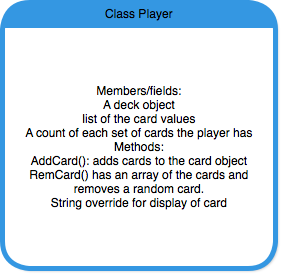 Class Player
Members/fields:
A deck object
list of the card values
A count of each set of cards the player has
Methods:
AddCard(): adds cards to the card object
RemCard() has an array of the cards and
removes a random card.
String override for display of card